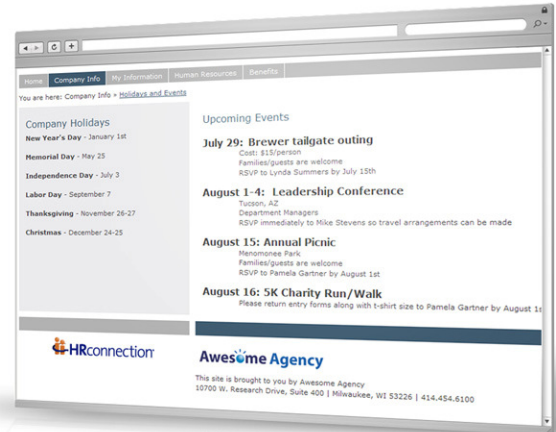 Home Company Info My Information Human Resources Benefits
You are here: Company Info » Holidays and Events
Company Holidays
New Year's Day - January 1st
Memorial Day - May 25
Independence Day - July 3
Labor Day - September 7
Thanksgiving - November 26-27
Christmas - December 24-25
Upcoming Events
July 29: Brewer tailgate outing
Cost: $15/person
Families/guests are welcome
RSVP to Lynda Summers by July 15th
August 1-4: Leadership Conference
Tucson, AZ
Department Managers
RSVP immediately to Mike Stevens so travel arrangements can be made
August 15: Annual Picnic
Menomonee Park
Families/guests are welcome
RSVP to Pamela Gartner by August 1st
August 16: 5K Charity Run/Walk
Please return entry forms along with t-shirt size to Pamela Gartner by August 1s
HRconnection
Awesome Agency
This site is brought to you by Awesome Agency
10700 W. Research Drive, Suite 400 | Milwaukee, WI 53226 | 414.454.6100